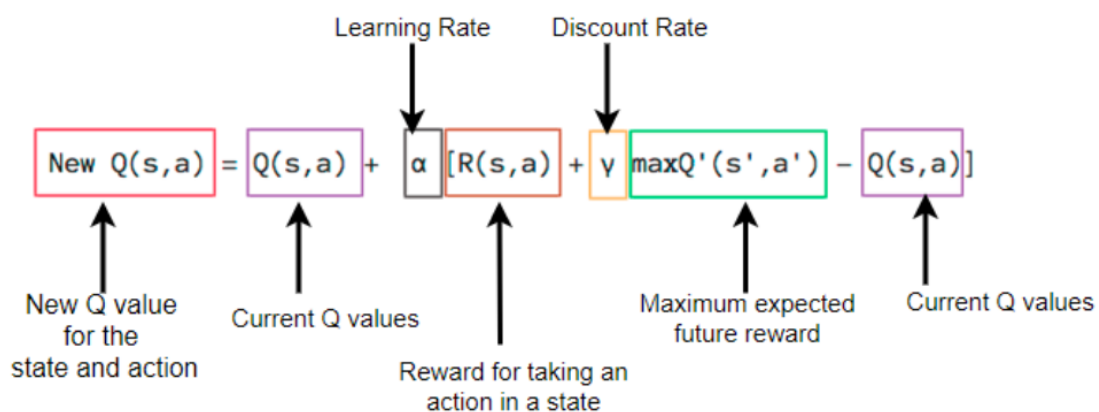 Learning Rate
Discount Rate
New Q(s,a) = Q(s,a) + α [R(s,a) + γ maxQ'(s',a') − Q(s,a)]
New Q value
for the
state and action
Current Q values
Reward for taking an
action in a state
Maximum expected
future reward
Current Q values